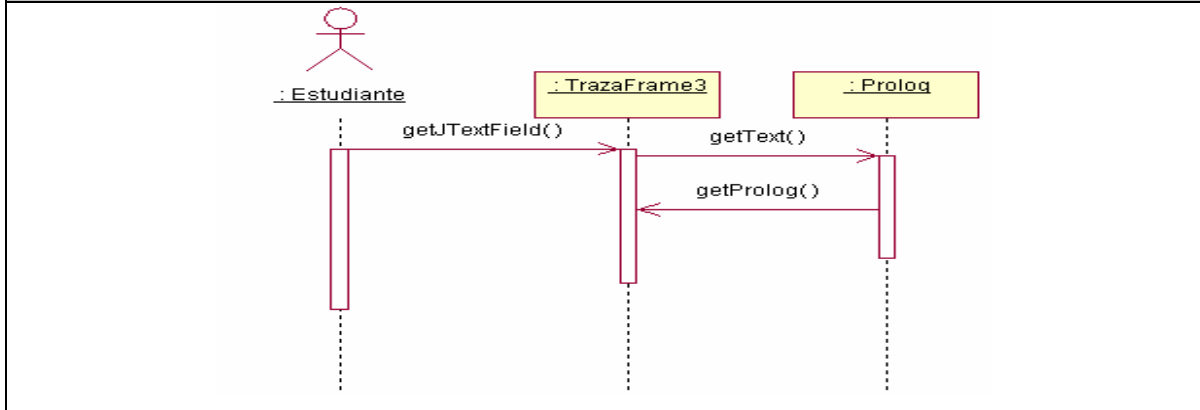 : Estudiante
: TrazaFrame3
: Prolog
getJTextField()
getText()
getProlog()